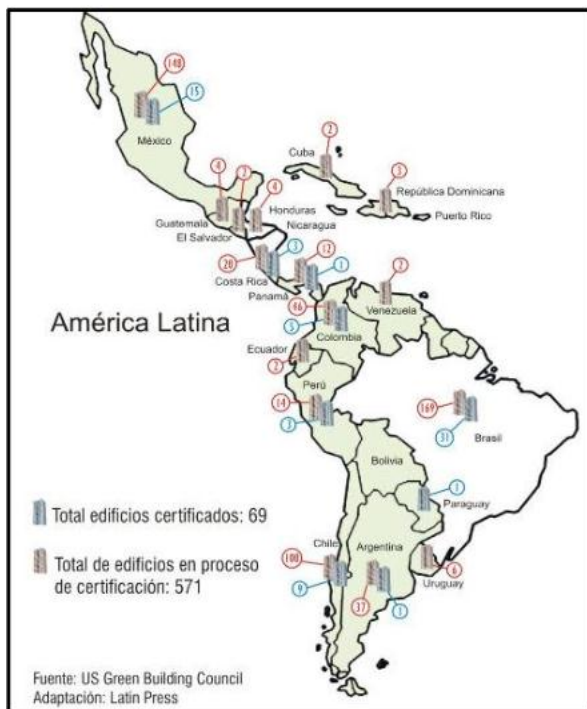 148
15
México
2
Cuba
3
República Dominicana
Puerto Rico
4
2
4
Guatemala
El Salvador
Honduras
Nicaragua
20
3
12
1
Costa Rica
Panamá
2
Venezuela
46
5
Colombia
América Latina
Ecuador
2
Perú
14
3
169
31
Brasil
Bolivia
1
Paraguay
Total edificios certificados: 69
Total de edificios en proceso
de certificación: 571
Chile
9
Argentina
37
1
6
Uruguay
Fuente: US Green Building Council
Adaptación: Latin Press